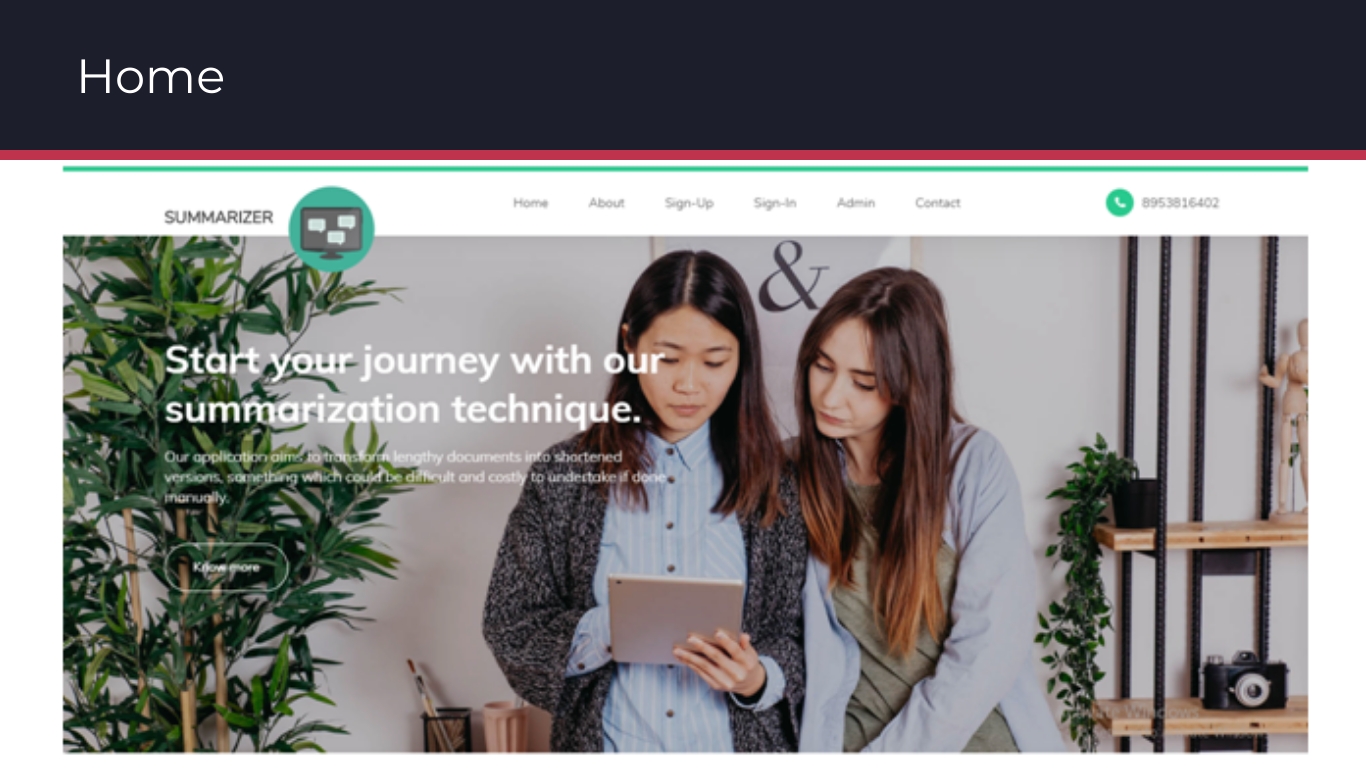 Home
SUMMARIZER
Home About Sign-Up Sign-In Admin Contact
8953816402
&
Start your journey with our
summarization technique.
Our application aims to transform lengthy documents into shortened
versions, something which could be difficult and costly to undertake if done
manually.
Know more